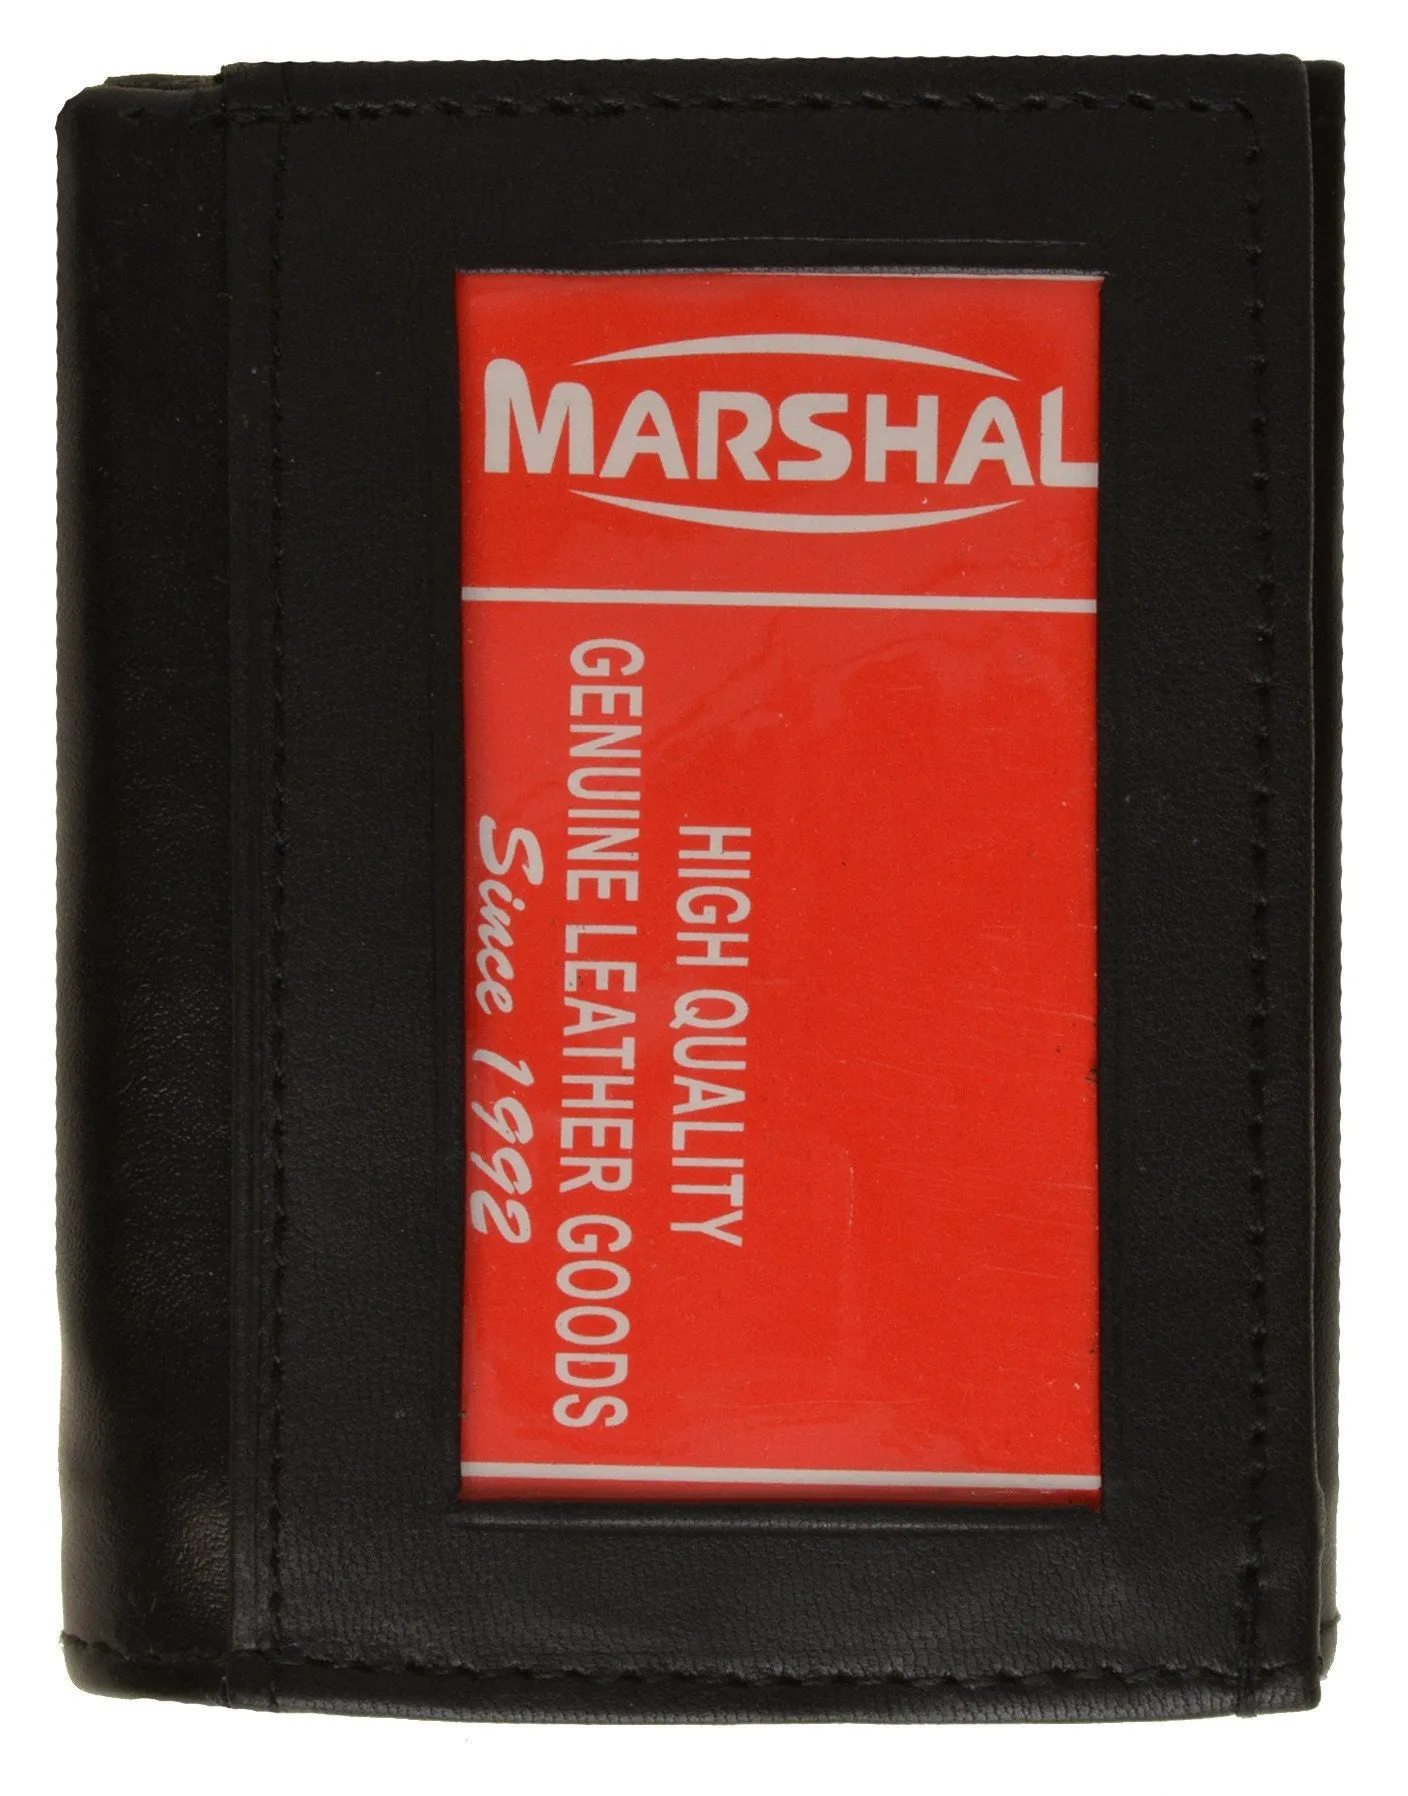 MARSHAL
HIGH QUALITY
GENUINE LEATHER GOODS
Since 1992